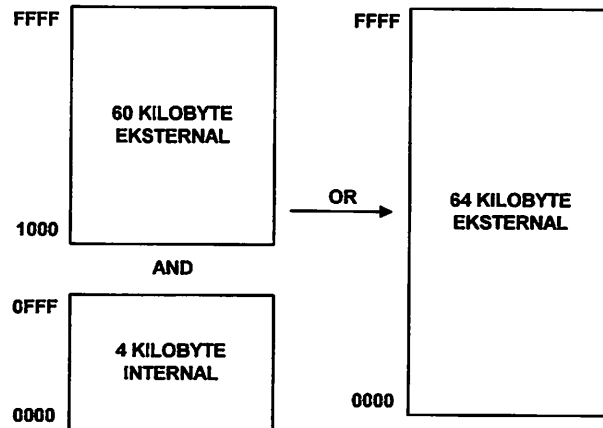 FFFF
60 KILOBYTE
EKSTERNAL
1000
AND
0FFF
4 KILOBYTE
INTERNAL
0000
OR
FFFF
64 KILOBYTE
EKSTERNAL
0000